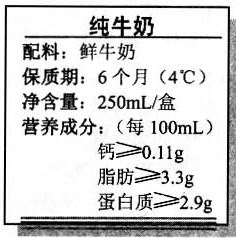 纯牛奶
配料：鲜牛奶
保质期：6个月（4℃）
净含量：250mL/盒
营养成分：（每100mL）
钙≥0.11g
脂肪≥3.3g
蛋白质≥2.9g